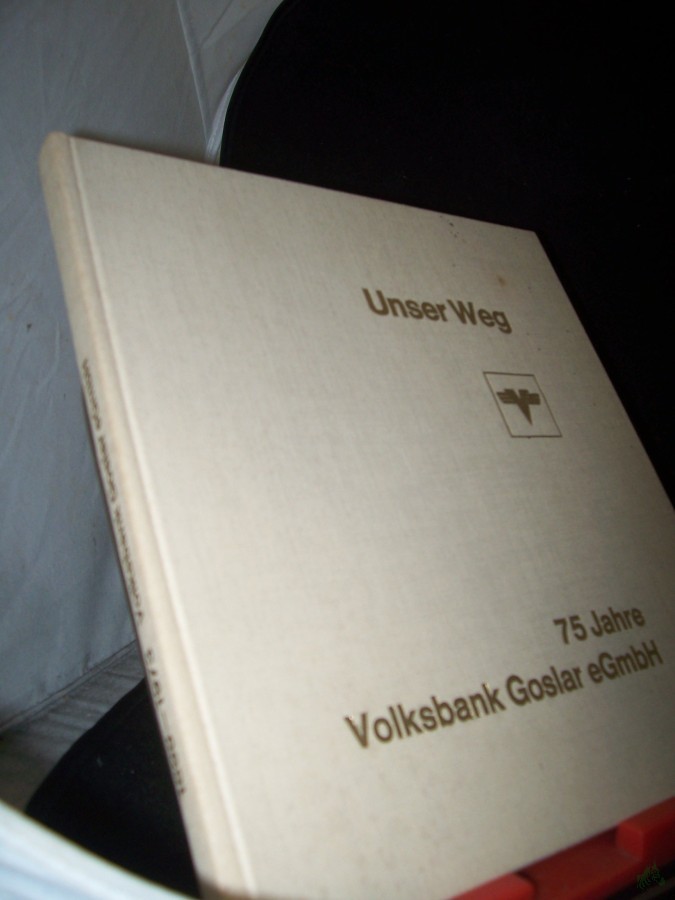 Unser Weg
75 Jahre
Volksbank Goslar eGmbH